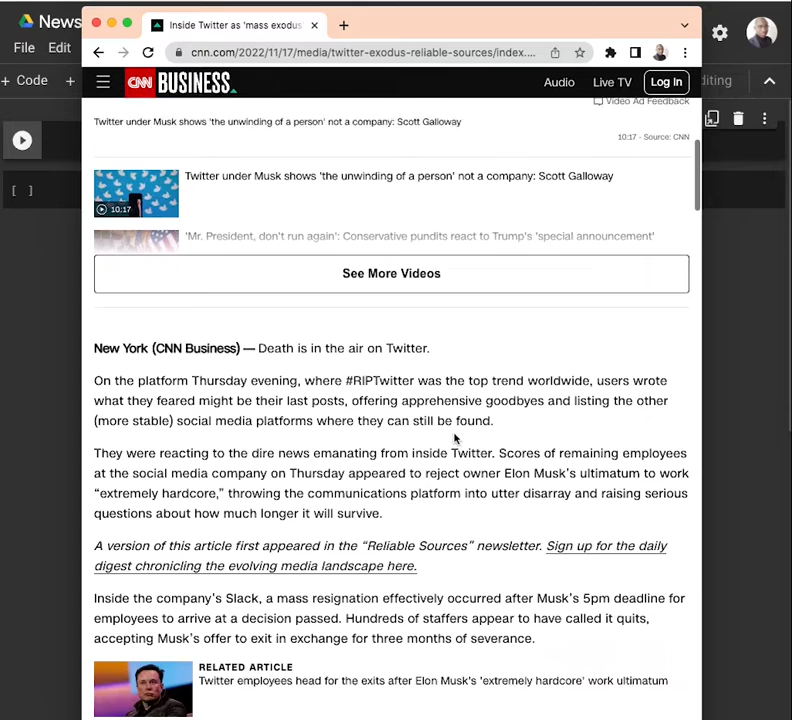 News
File Edit
+ Code +
[ ]
Inside Twitter as 'mass exodus
cnn.com/2022/11/17/media/twitter-exodus-reliable-sources/index....
CNN BUSINESS Audio Live TV Log In
diting
Video Ad Feedback
Twitter under Musk shows 'the unwinding of a person' not a company: Scott Galloway
10:17 - Source: CNN
10:17
Twitter under Musk shows 'the unwinding of a person' not a company: Scott Galloway
'Mr. President, don't run again': Conservative pundits react to Trump's 'special announcement'
See More Videos
New York (CNN Business) — Death is in the air on Twitter.
On the platform Thursday evening, where #RIPTwitter was the top trend worldwide, users wrote
what they feared might be their last posts, offering apprehensive goodbyes and listing the other
(more stable) social media platforms where they can still be found.
They were reacting to the dire news emanating from inside Twitter. Scores of remaining employees
at the social media company on Thursday appeared to reject owner Elon Musk's ultimatum to work
“extremely hardcore,” throwing the communications platform into utter disarray and raising serious
questions about how much longer it will survive.
A version of this article first appeared in the “Reliable Sources” newsletter. Sign up for the daily
digest chronicling the evolving media landscape here.
Inside the company's Slack, a mass resignation effectively occurred after Musk's 5pm deadline for
employees to arrive at a decision passed. Hundreds of staffers appear to have called it quits,
accepting Musk's offer to exit in exchange for three months of severance.
RELATED ARTICLE
Twitter employees head for the exits after Elon Musk's 'extremely hardcore' work ultimatum